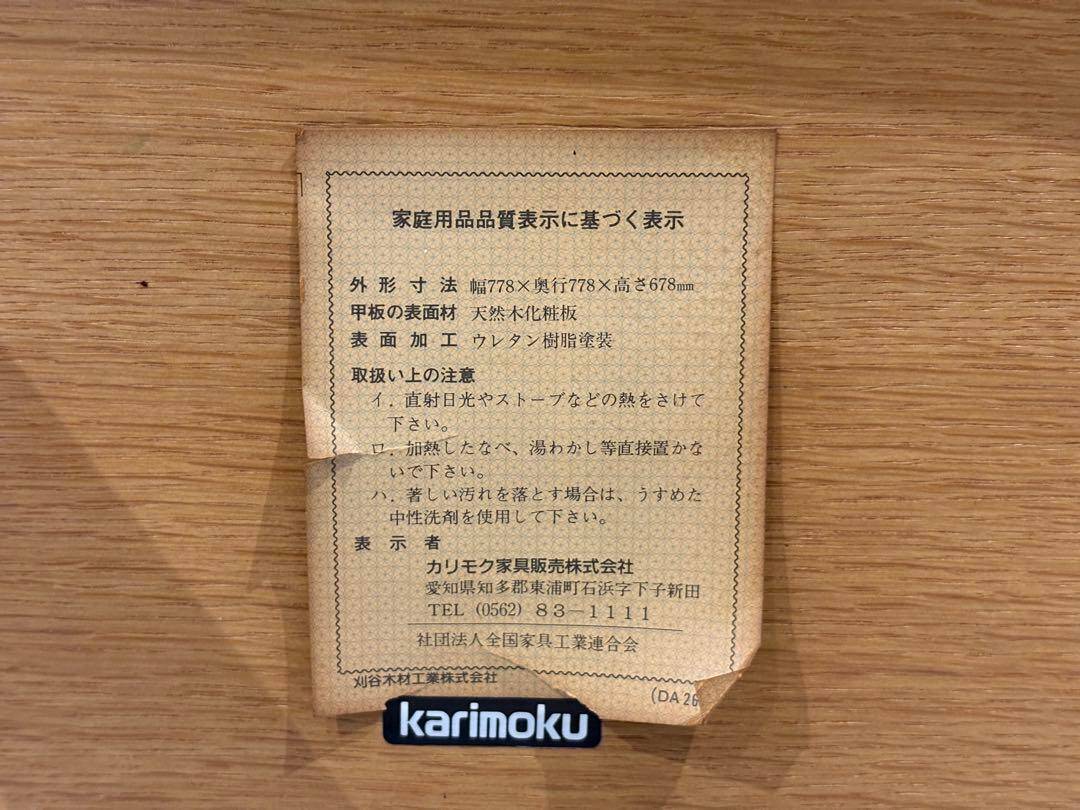 家庭用品品質表示に基づく表示
外形寸法 幅778×奥行778×高さ678mm
甲板の表面材 天然木化粧板
表面加工 ウレタン樹脂塗装
取扱い上の注意
イ．直射日光やストーブなどの熱をさけて
下さい。
ロ．加熱したなべ、湯わかし等直接置かな
いで下さい。
ハ．著しい汚れを落とす場合は、うすめた
中性洗剤を使用して下さい。
表示者
カリモク家具販売株式会社
愛知県知多郡東浦町石浜字下子新田
TEL (0562) 83－1111
社団法人全国家具工業連合会
刈谷木材工業株式会社
(DA 26
karimoku